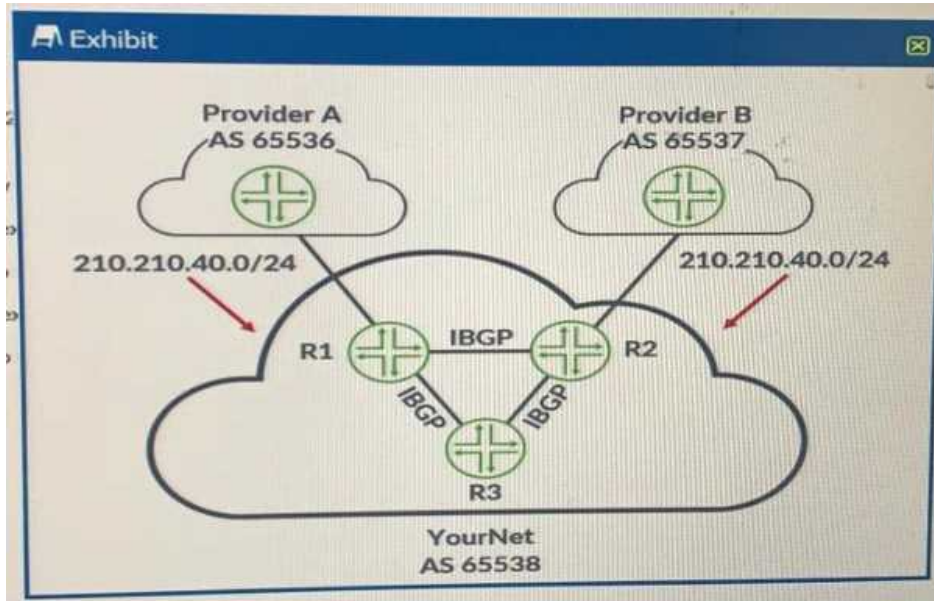 Exhibit
Provider A
AS 65536
Provider B
AS 65537
210.210.40.0/24
210.210.40.0/24
R1
IBGP
R2
IBGP
IBGP
R3
YourNet
AS 65538